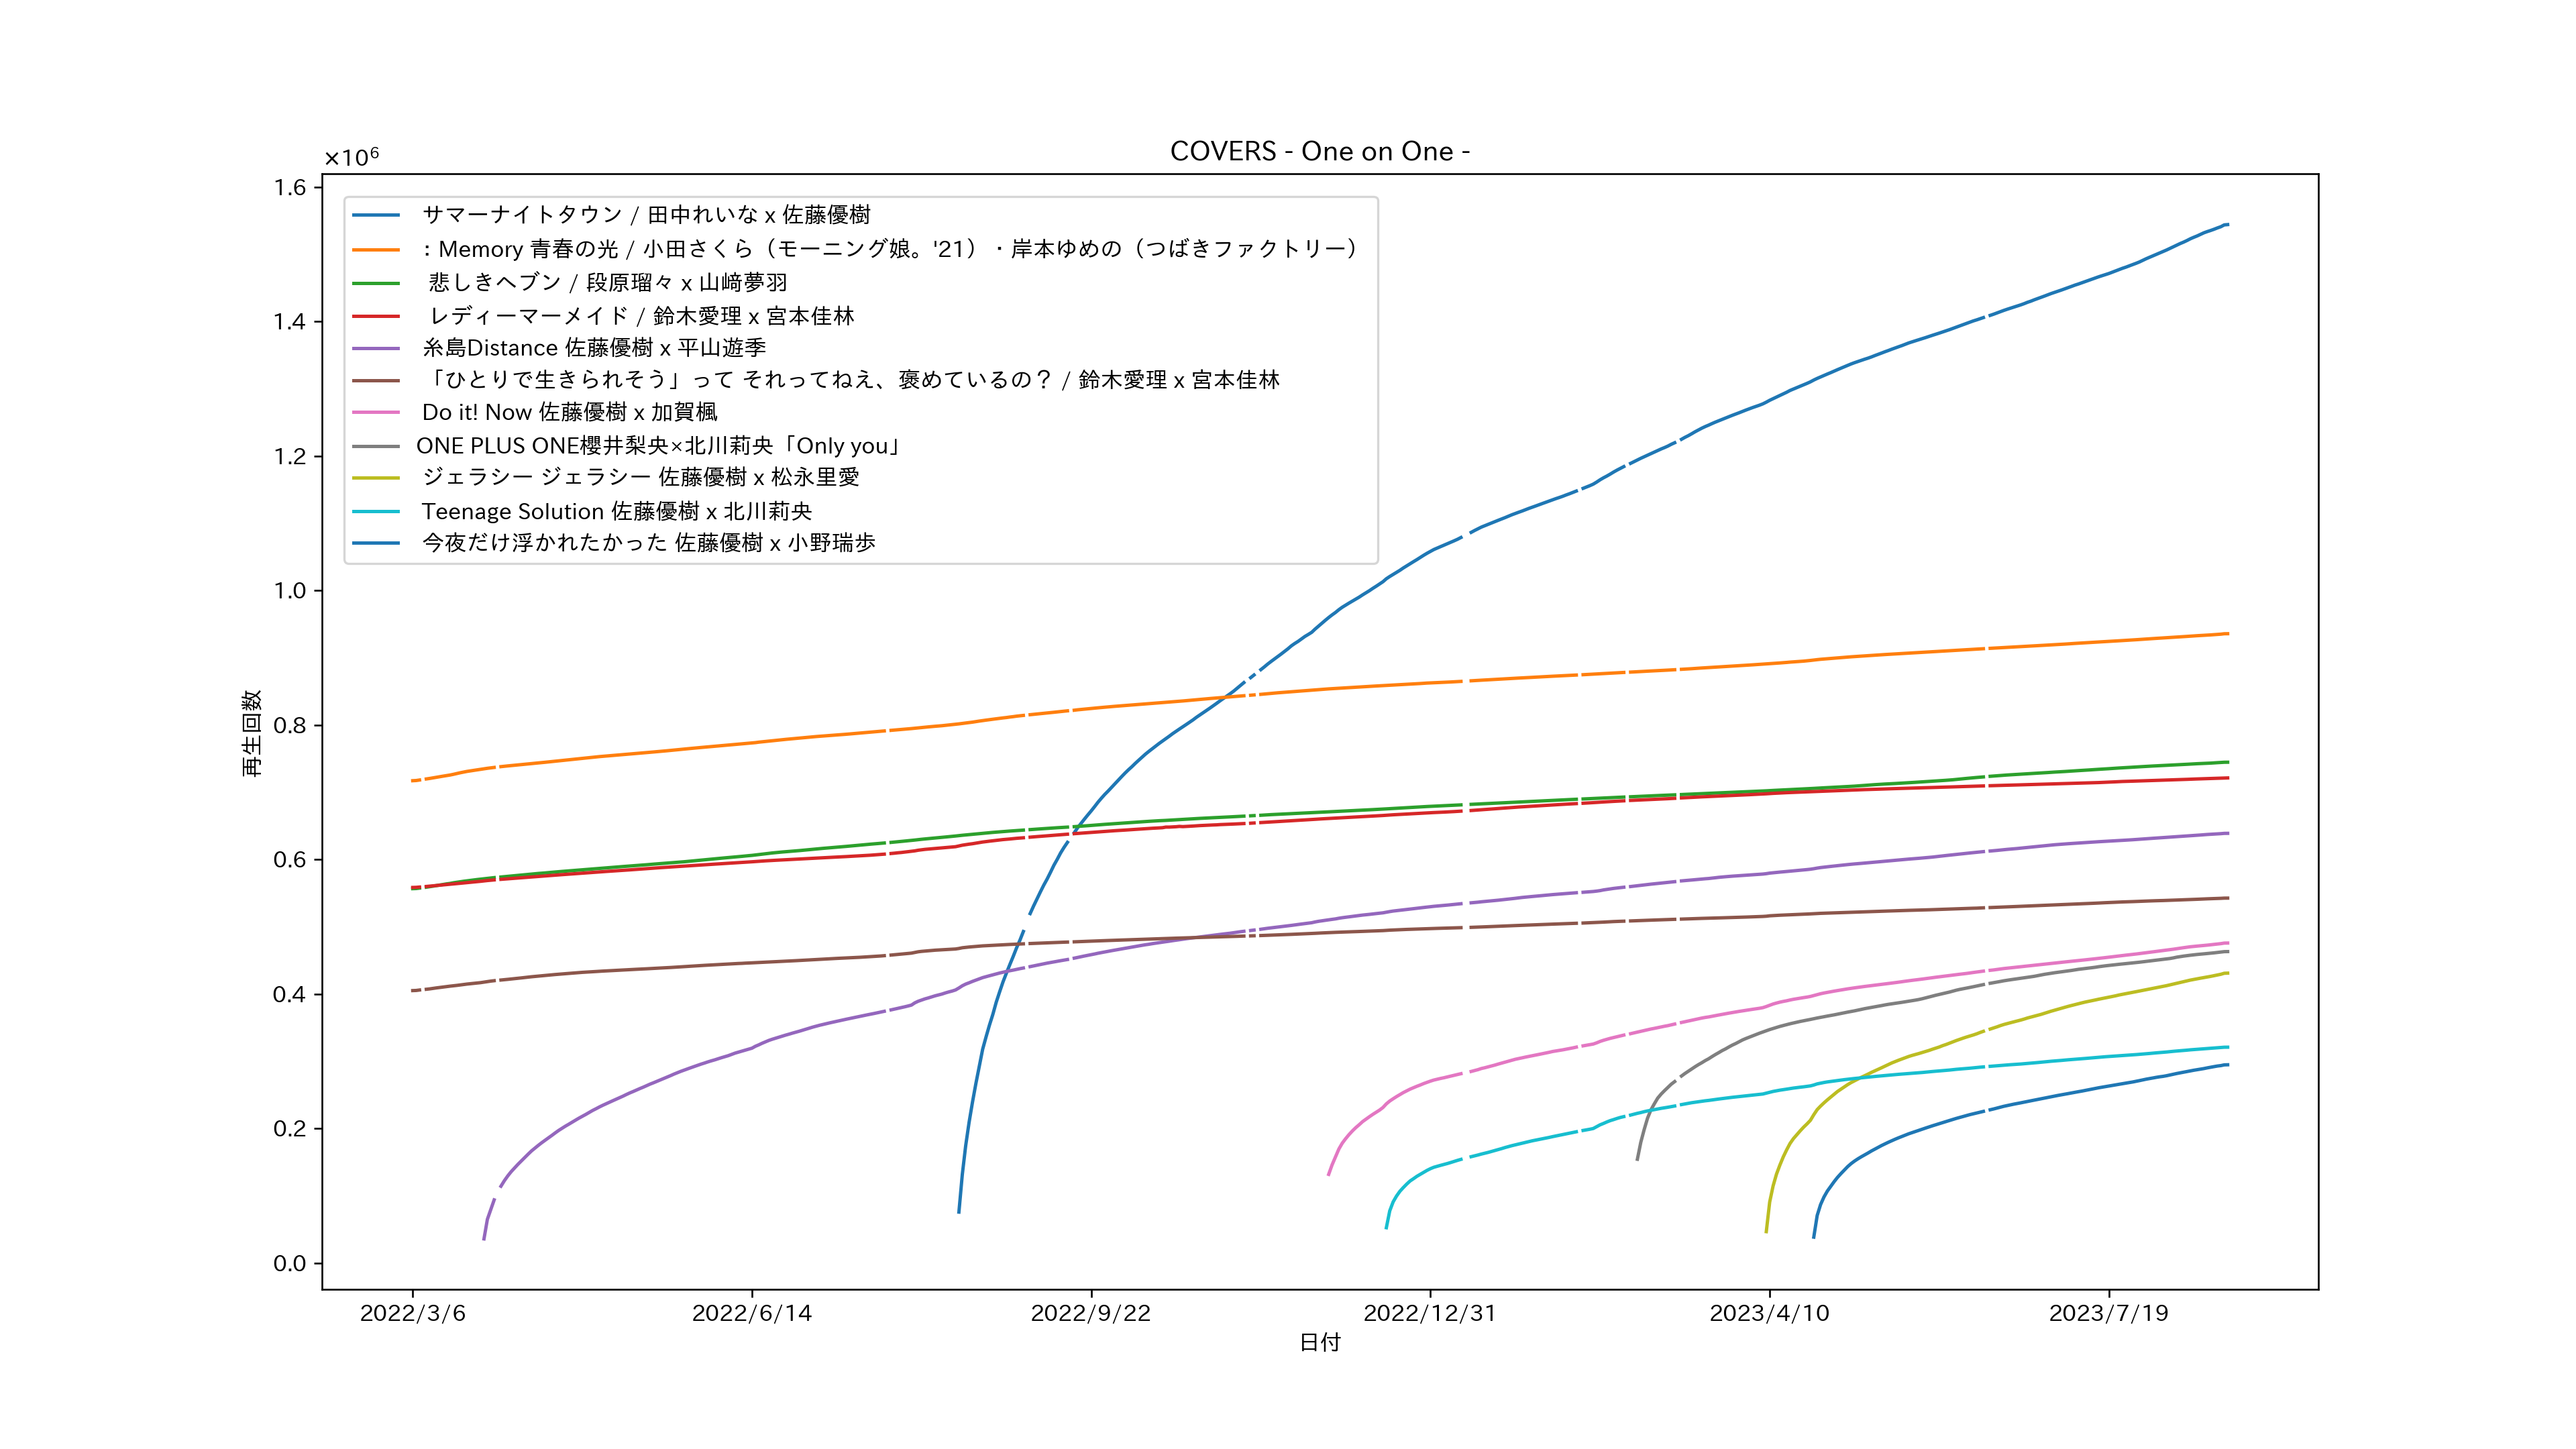 COVERS - One on One -
×10⁶
1.6
1.4
1.2
1.0
0.8
0.6
0.4
0.2
0.0
再生回数
サマーナイトタウン / 田中れいな x 佐藤優樹
: Memory 青春の光 / 小田さくら（モーニング娘。'21）・岸本ゆめの（つばきファクトリー）
悲しきヘブン / 段原瑠々 x 山﨑夢羽
レディーマーメイド / 鈴木愛理 x 宮本佳林
糸島Distance 佐藤優樹 x 平山遊季
「ひとりで生きられそう」って それってねえ、褒めているの？ / 鈴木愛理 x 宮本佳林
Do it! Now 佐藤優樹 x 加賀楓
ONE PLUS ONE櫻井梨央×北川莉央「Only you」
ジェラシー ジェラシー 佐藤優樹 x 松永里愛
Teenage Solution 佐藤優樹 x 北川莉央
今夜だけ浮かれたかった 佐藤優樹 x 小野瑞歩
2022/3/6 2022/6/14 2022/9/22 2022/12/31 2023/4/10 2023/7/19
日付